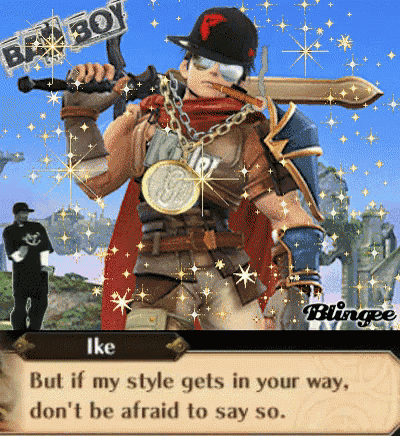 BAD BOY
Blingee
Ike
But if my style gets in your way,
don't be afraid to say so.